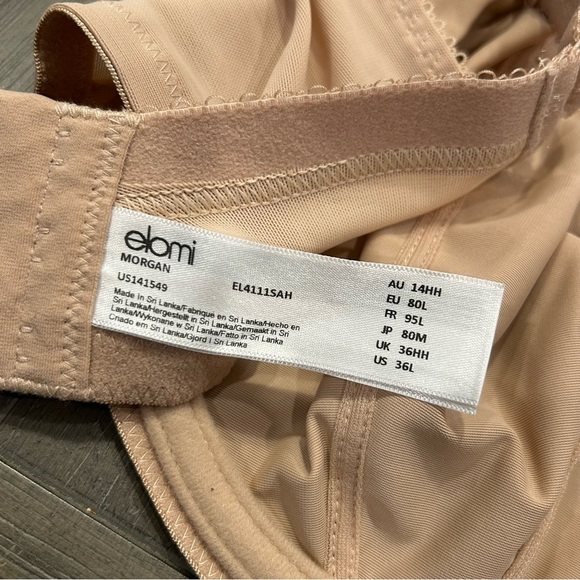 elomi
MORGAN
US141549 EL4111SAH
Made in Sri Lanka/Fabrique en Sri Lanka/Hecho en
Sri Lanka/Hergestellt in Sri Lanka/Gemaakt in Sri
Lanka/Wykonane w Sri Lanka/Fatto in Sri Lanka
Criado em Sri Lanka/Gjord I Sri Lanka
AU 14HH
EU 80L
FR 95L
JP 80M
UK 36HH
US 36L